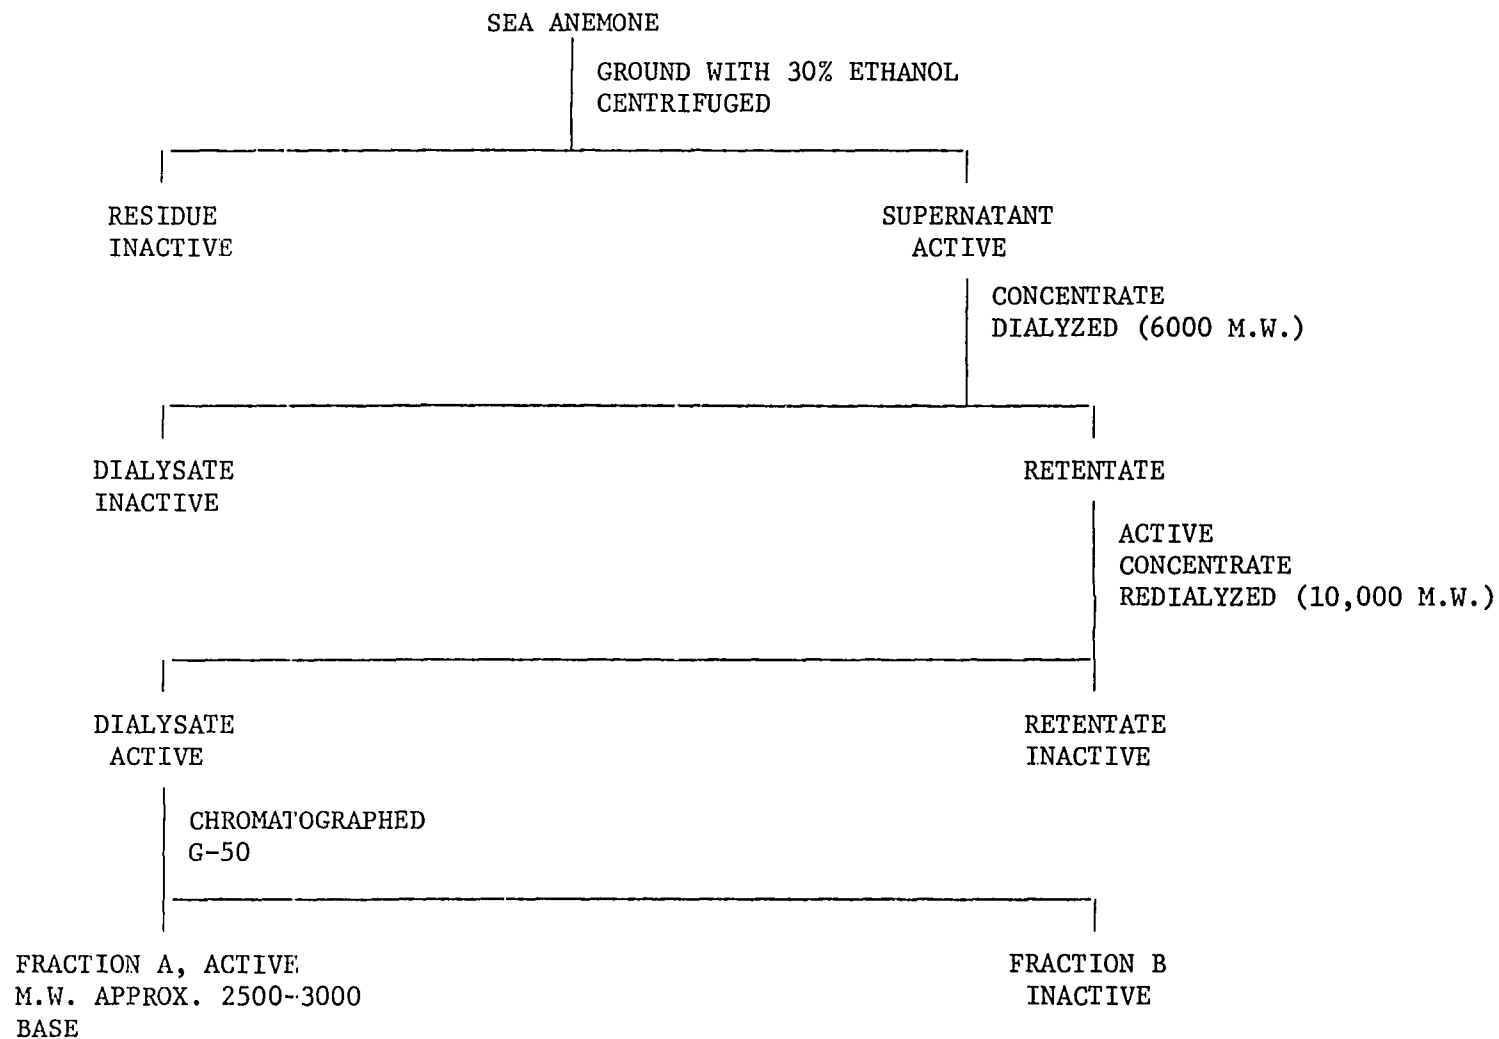 SEA ANEMONE
GROUND WITH 30% ETHANOL
CENTRIFUGED
RESIDUE
INACTIVE
SUPERNATANT
ACTIVE
CONCENTRATE
DIALYZED (6000 M.W.)
DIALYSATE
INACTIVE
RETENTATE
ACTIVE
CONCENTRATE
REDIALYZED (10,000 M.W.)
DIALYSATE
ACTIVE
RETENTATE
INACTIVE
CHROMATOGRAPHED
G-50
FRACTION A, ACTIVE
M.W. APPROX. 2500-3000
BASE
FRACTION B
INACTIVE